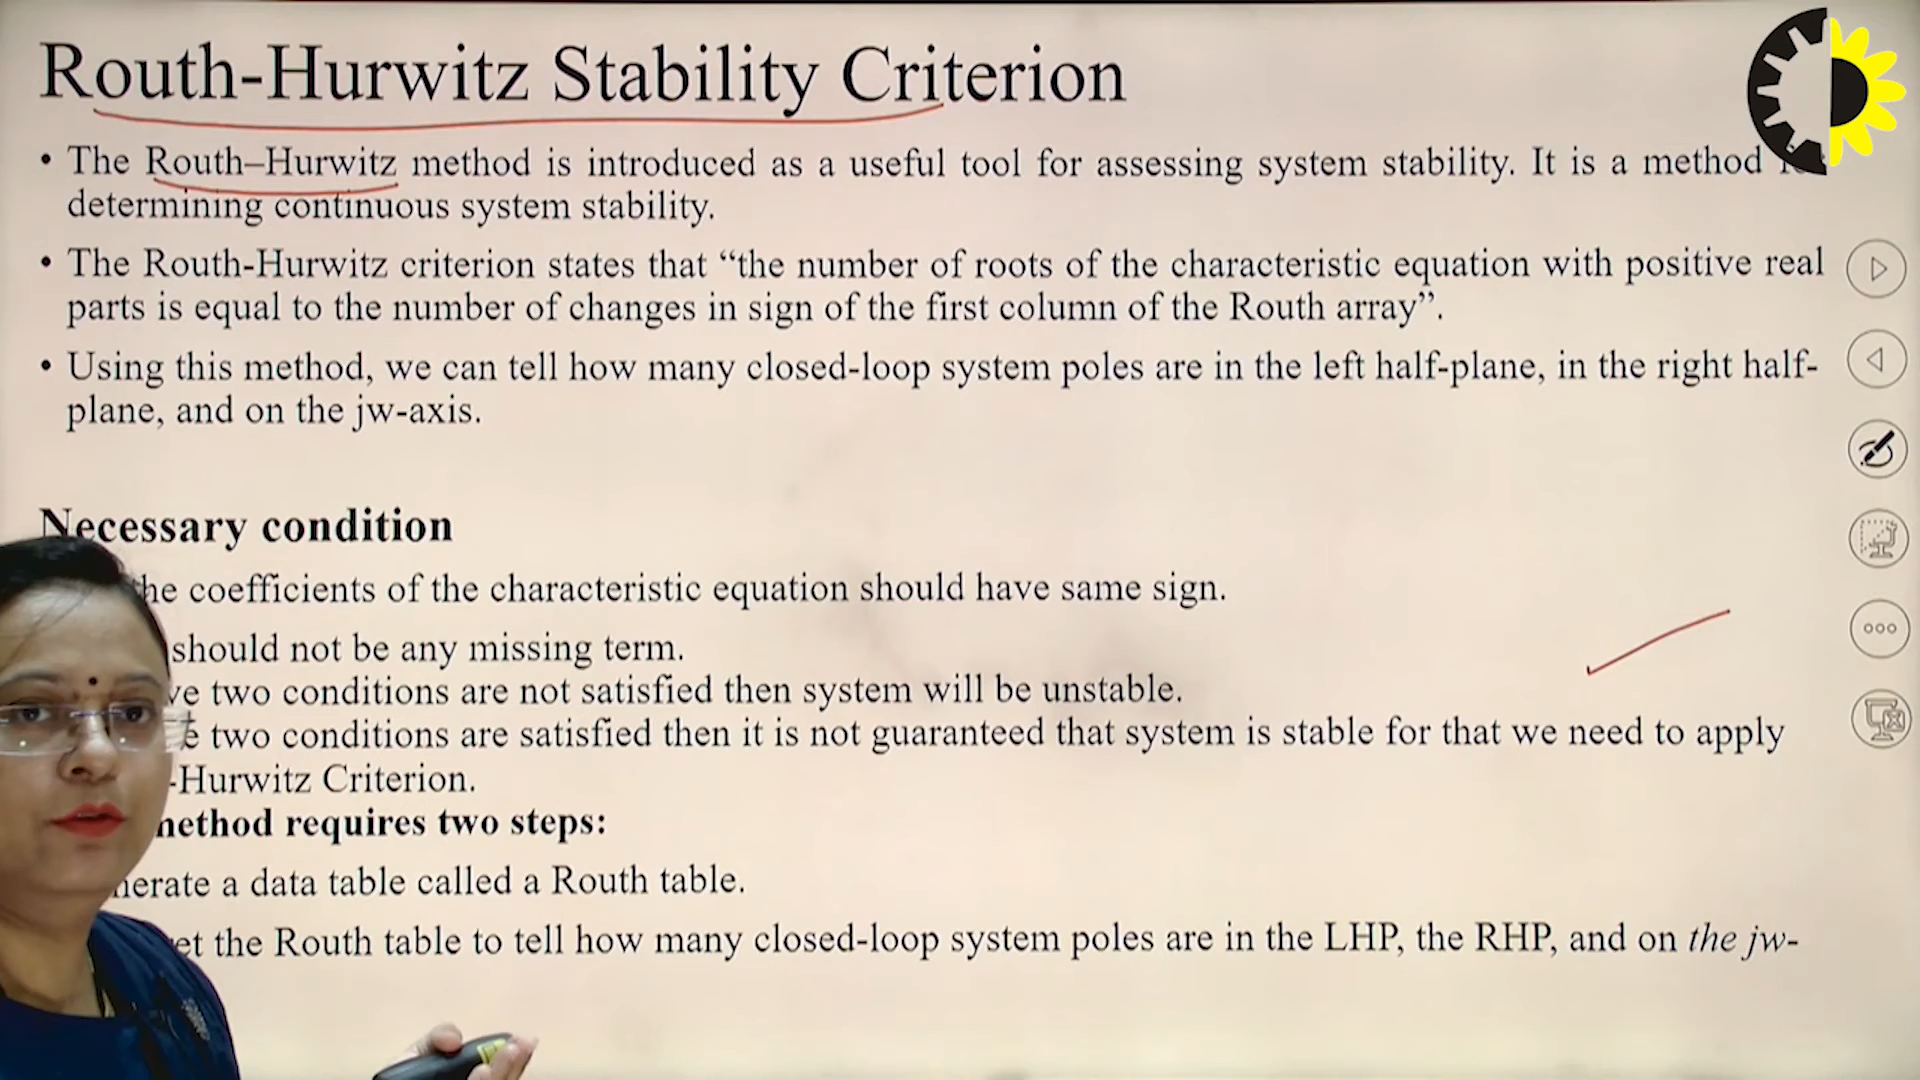 Routh-Hurwitz Stability Criterion
• The Routh–Hurwitz method is introduced as a useful tool for assessing system stability. It is a method
determining continuous system stability.
• The Routh-Hurwitz criterion states that “the number of roots of the characteristic equation with positive real
parts is equal to the number of changes in sign of the first column of the Routh array”.
• Using this method, we can tell how many closed-loop system poles are in the left half-plane, in the right half-
plane, and on the jw-axis.
Necessary condition
the coefficients of the characteristic equation should have same sign.
should not be any missing term.
two conditions are not satisfied then system will be unstable.
two conditions are satisfied then it is not guaranteed that system is stable for that we need to apply
-Hurwitz Criterion.
method requires two steps:
a data table called a Routh table.
the Routh table to tell how many closed-loop system poles are in the LHP, the RHP, and on the jw-